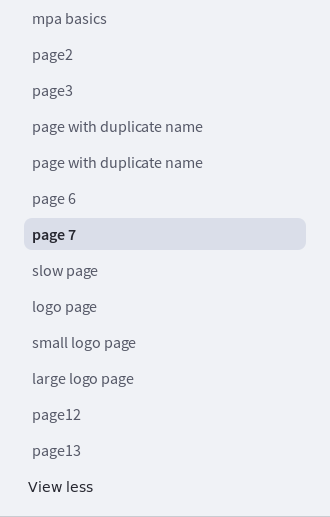 mpa basics
page2
page3
page with duplicate name
page with duplicate name
page 6
page 7
slow page
logo page
small logo page
large logo page
page12
page13
View less